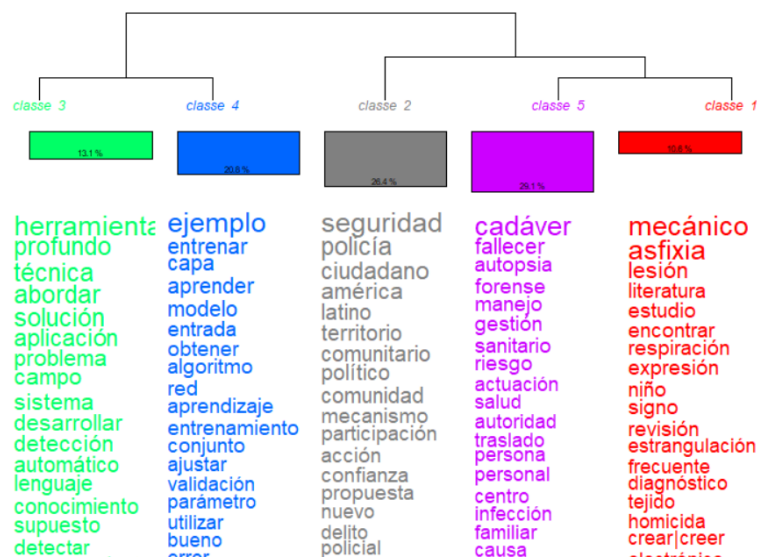 classe 3
classe 4
classe 2
classe 5
classe 1
13.1 %
20.8 %
26.4 %
29.1 %
10.6 %
herramienta
profundo
técnica
abordar
solución
aplicación
problema
campo
sistema
desarrollar
detección
automático
lenguaje
conocimiento
supuesto
detectar
ejemplo
entrenar
capa
aprender
modelo
entrada
obtener
algoritmo
red
aprendizaje
entrenamiento
conjunto
ajustar
validación
parámetro
utilizar
bueno
error
seguridad
policía
ciudadano
américa
latino
territorio
comunitario
político
comunidad
mecanismo
participación
acción
confianza
propuesta
nuevo
delito
policial
cadáver
fallecer
autopsia
forense
manejo
gestión
sanitario
riesgo
actuación
salud
autoridad
traslado
persona
personal
centro
infección
familiar
causa
mecánico
asfixia
lesión
literatura
estudio
encontrar
respiración
expresión
niño
signo
revisión
estrangulación
frecuente
diagnóstico
tejido
homicida
crear|creer
electrónico